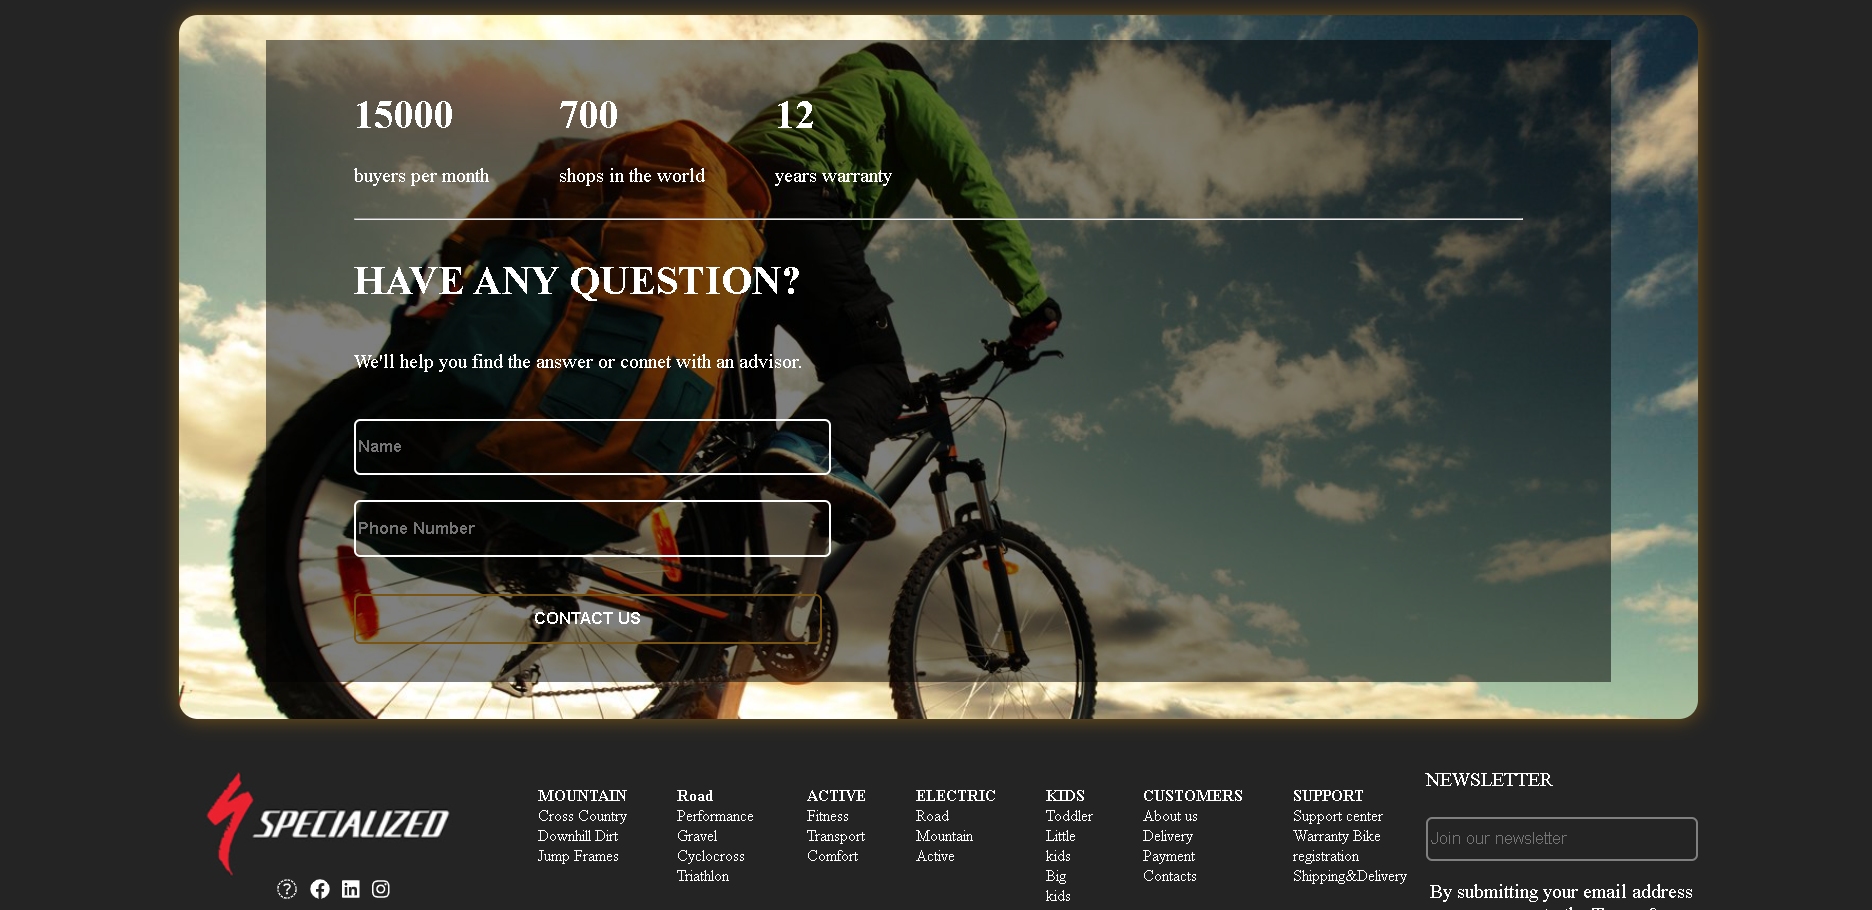 15000
700
12
buyers per month
shops in the world
years warranty
HAVE ANY QUESTION?
We'll help you find the answer or connet with an advisor.
Name
Phone Number
CONTACT US
SPECIALIZED
MOUNTAIN
Cross Country
Downhill Dirt
Jump Frames
Road
Performance
Gravel
Cyclocross
Triathlon
ACTIVE
Fitness
Transport
Comfort
ELECTRIC
Road
Mountain
Active
KIDS
Toddler
Little
kids
Big
kids
CUSTOMERS
About us
Delivery
Payment
Contacts
SUPPORT
Support center
Warranty Bike
registration
Shipping&Delivery
NEWSLETTER
Join our newsletter
By submitting your email address